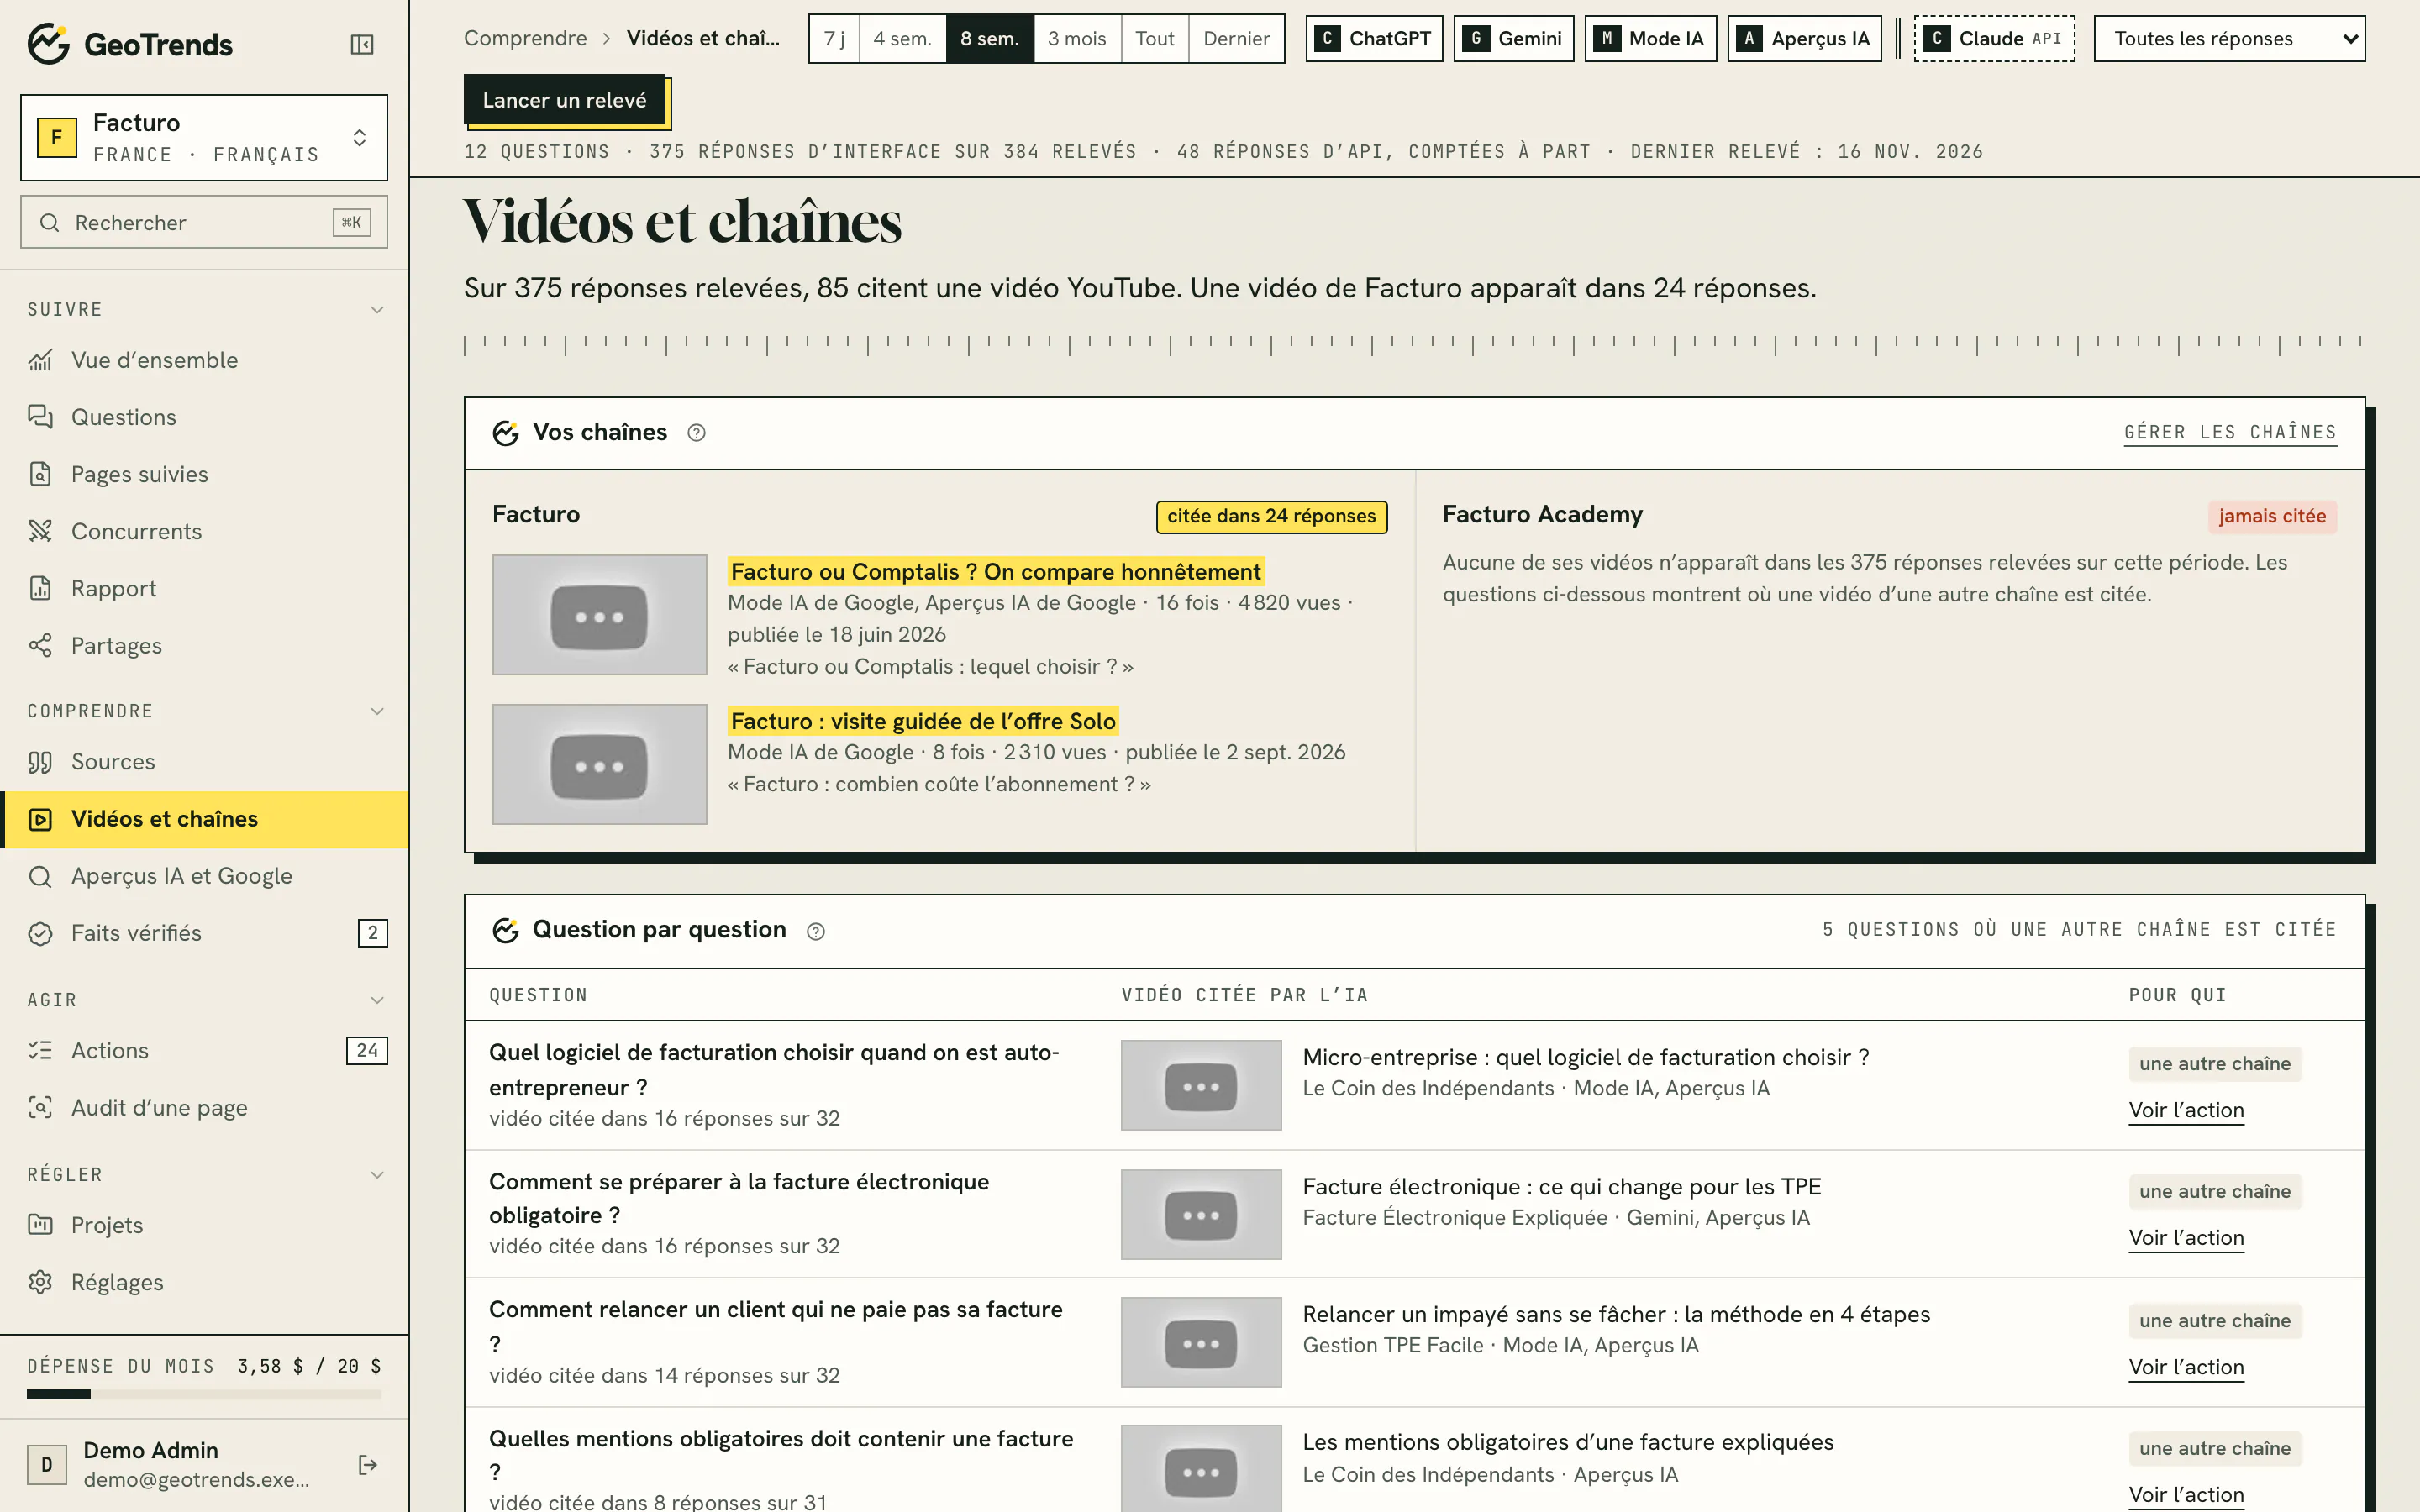 GeoTrends
F
Facturo
FRANCE · FRANÇAIS
Rechercher
⌘K
SUIVRE
Vue d’ensemble
Questions
Pages suivies
Concurrents
Rapport
Partages
COMPRENDRE
Sources
Vidéos et chaînes
Aperçus IA et Google
Faits vérifiés
2
AGIR
Actions
24
Audit d’une page
RÉGLER
Projets
Réglages
DÉPENSE DU MOIS 3,58 $ / 20 $
D
Demo Admin
demo@geotrends.exe…
Comprendre > Vidéos et chaî…
7 j
4 sem.
8 sem.
3 mois
Tout
Dernier
C ChatGPT
G Gemini
M Mode IA
A Aperçus IA
C Claude API
Toutes les réponses
Lancer un relevé
12 QUESTIONS · 375 RÉPONSES D’INTERFACE SUR 384 RELEVÉS · 48 RÉPONSES D’API, COMPTÉES À PART · DERNIER RELEVÉ : 16 NOV. 2026
Vidéos et chaînes
Sur 375 réponses relevées, 85 citent une vidéo YouTube. Une vidéo de Facturo apparaît dans 24 réponses.
Vos chaînes ?
GÉRER LES CHAÎNES
Facturo
citée dans 24 réponses
Facturo ou Comptalis ? On compare honnêtement
Mode IA de Google, Aperçus IA de Google · 16 fois · 4 820 vues ·
publiée le 18 juin 2026
« Facturo ou Comptalis : lequel choisir ? »
Facturo : visite guidée de l’offre Solo
Mode IA de Google · 8 fois · 2 310 vues · publiée le 2 sept. 2026
« Facturo : combien coûte l’abonnement ? »
Facturo Academy
jamais citée
Aucune de ses vidéos n’apparaît dans les 375 réponses relevées sur cette période. Les
questions ci-dessous montrent où une vidéo d’une autre chaîne est citée.
Question par question ?
5 QUESTIONS OÙ UNE AUTRE CHAÎNE EST CITÉE
QUESTION
VIDÉO CITÉE PAR L’IA
POUR QUI
Quel logiciel de facturation choisir quand on est auto-
entrepreneur ?
vidéo citée dans 16 réponses sur 32
Micro-entreprise : quel logiciel de facturation choisir ?
Le Coin des Indépendants · Mode IA, Aperçus IA
une autre chaîne
Voir l’action
Comment se préparer à la facture électronique
obligatoire ?
vidéo citée dans 16 réponses sur 32
Facture électronique : ce qui change pour les TPE
Facture Électronique Expliquée · Gemini, Aperçus IA
une autre chaîne
Voir l’action
Comment relancer un client qui ne paie pas sa facture
?
vidéo citée dans 14 réponses sur 32
Relancer un impayé sans se fâcher : la méthode en 4 étapes
Gestion TPE Facile · Mode IA, Aperçus IA
une autre chaîne
Voir l’action
Quelles mentions obligatoires doit contenir une facture
?
vidéo citée dans 8 réponses sur 31
Les mentions obligatoires d’une facture expliquées
Le Coin des Indépendants · Aperçus IA
une autre chaîne
Voir l’action